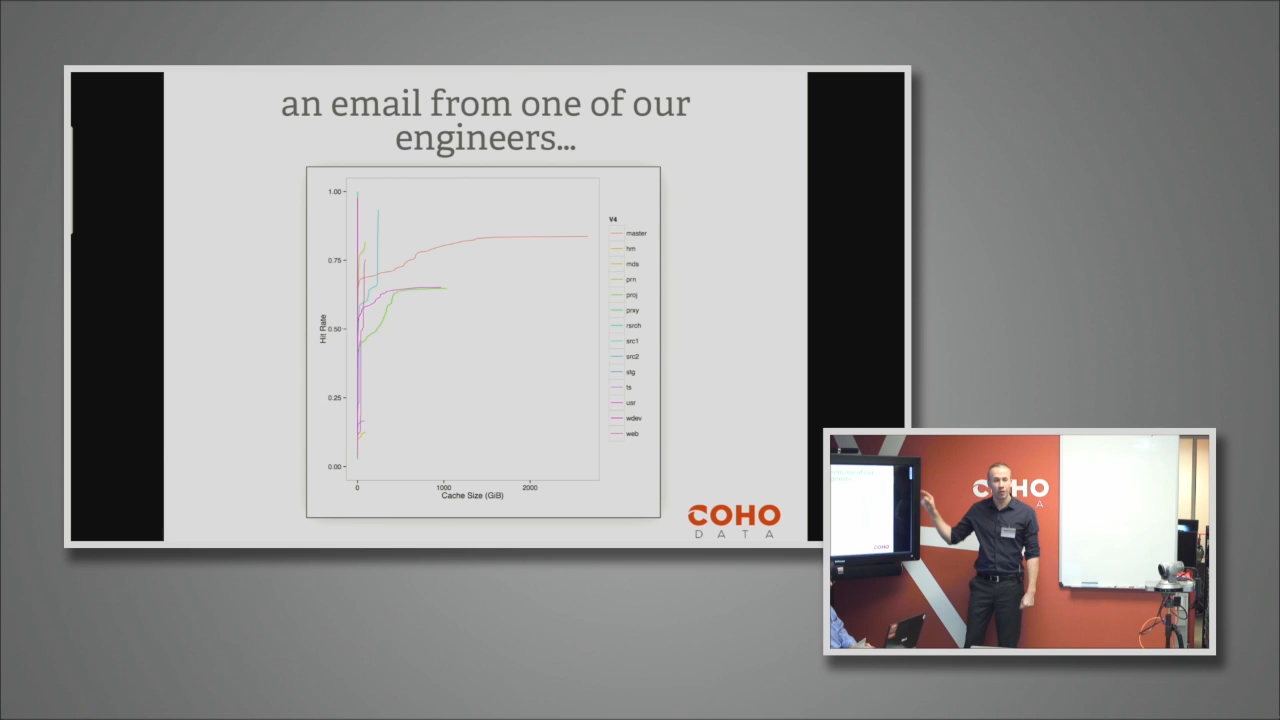 an email from one of our
engineers...
1.00
0.75
0.50
0.25
0.00
Hit Rate
0
1000
2000
Cache Size (GiB)
V4
master
hm
mds
prn
proj
prxy
rsrch
src1
src2
stg
ts
usr
wdev
web
COHO
DATA
COHO
A
COHO